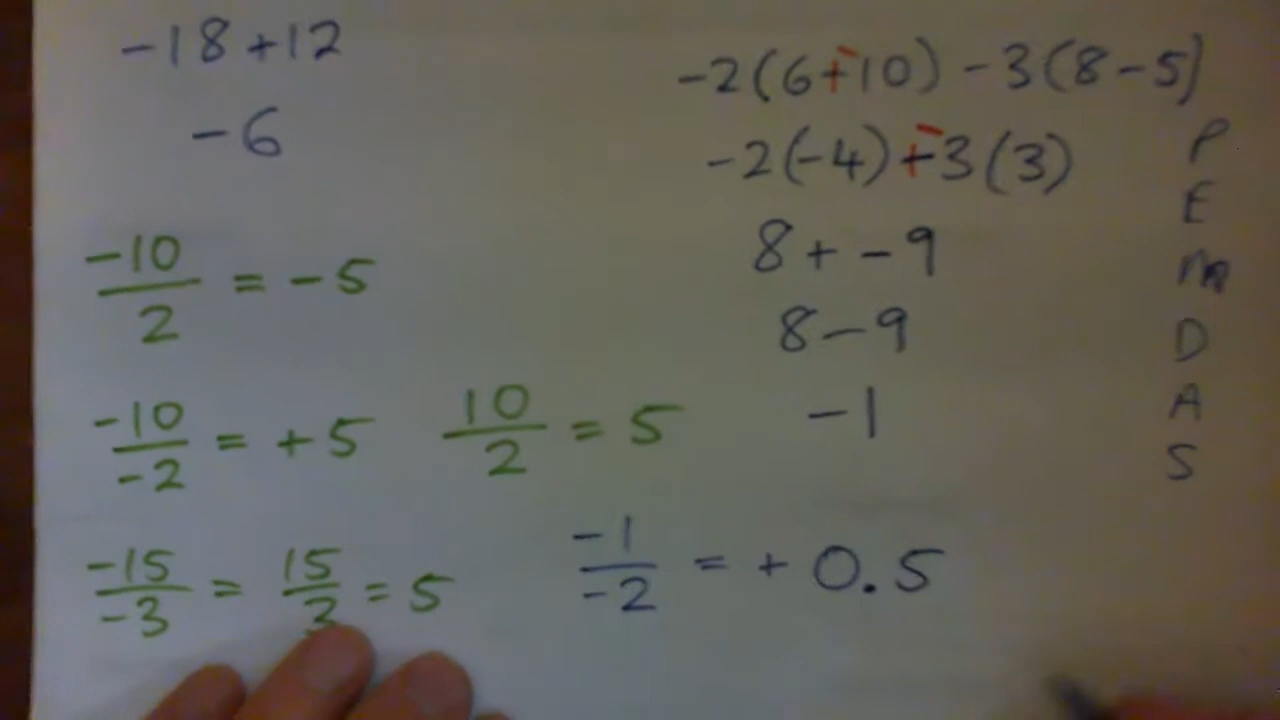 -18+12
-6
-10/2 = -5
-10/-2 = +5
10/2 = 5
-15/-3 = 15/3 = 5
-2(6+-10) -3(8-5)
-2(-4)+-3(3)
8+-9
8-9
-1
-1/-2 = +0.5
P
E
M
D
A
S